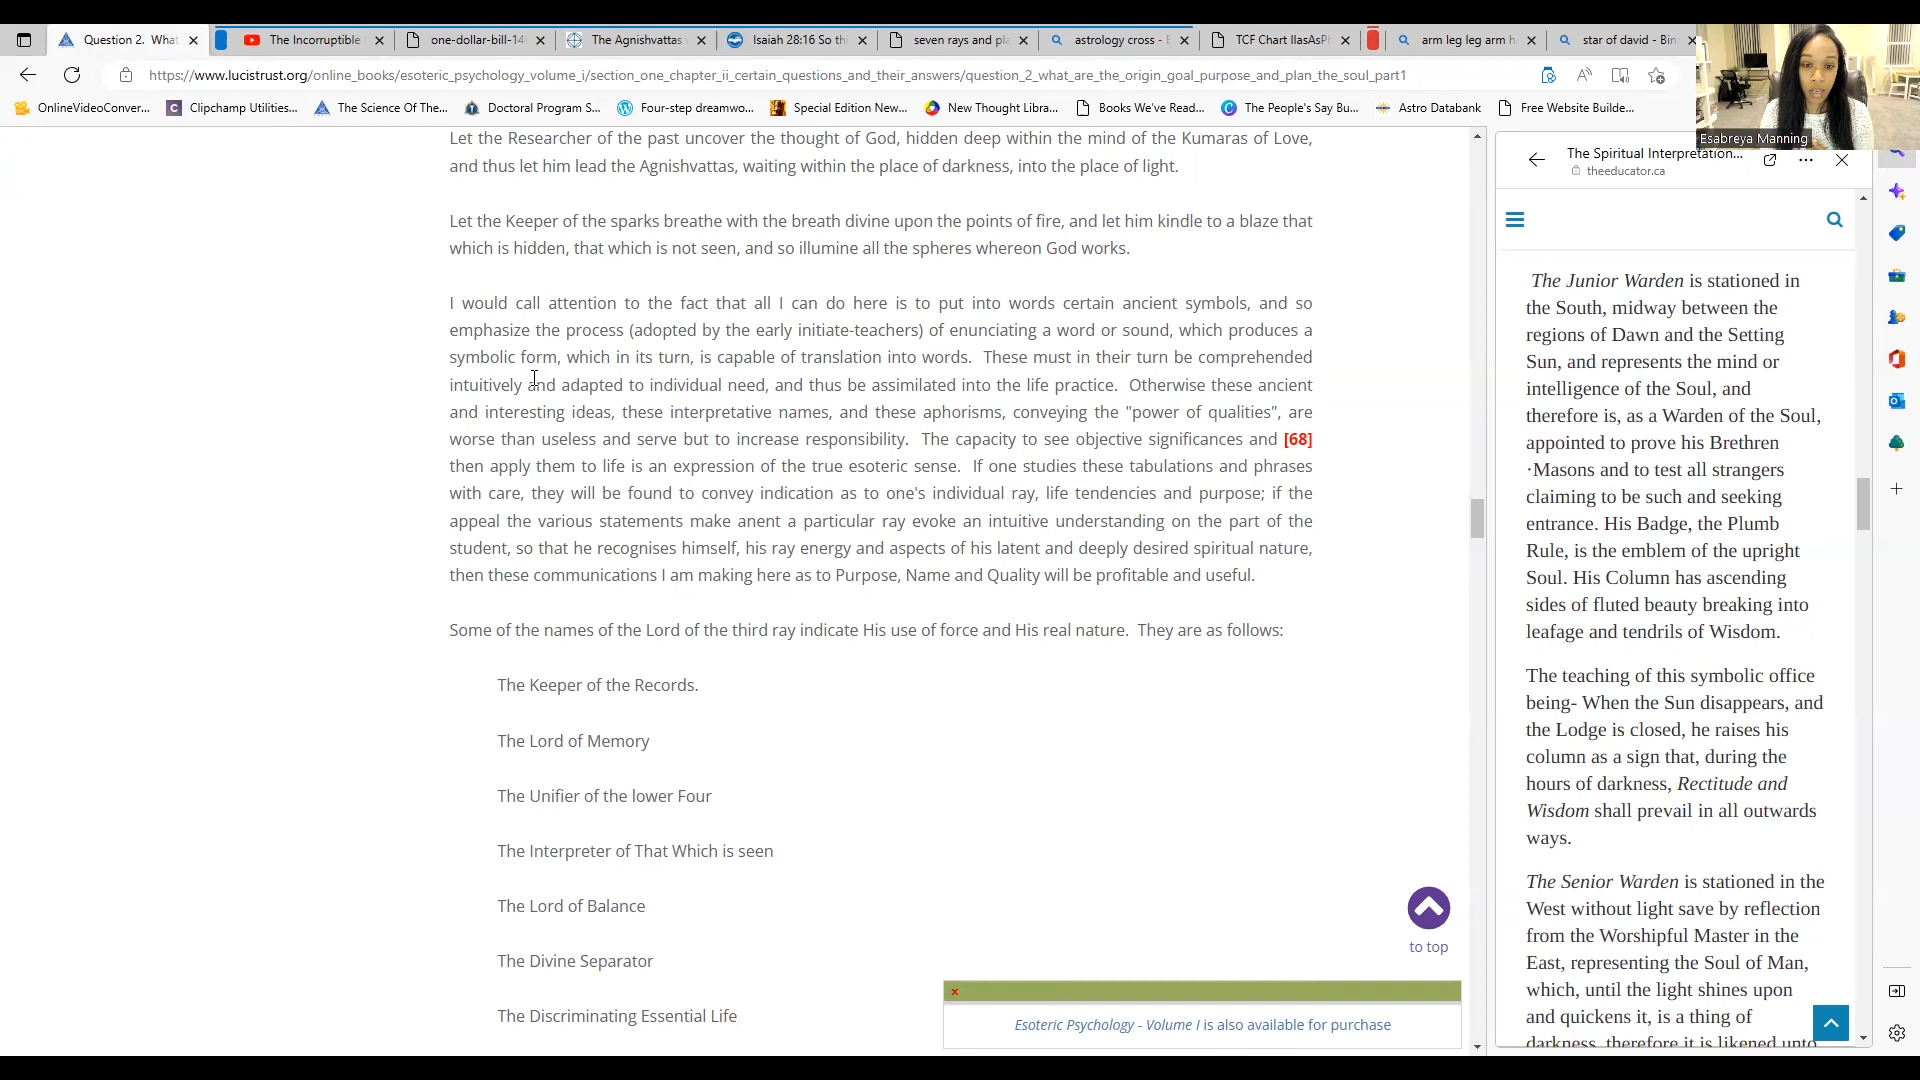 Question 2. What
The Incorruptible
one-dollar-bill-14
The Agnishvattas
Isaiah 28:16 So thi
seven rays and pla
astrology cross - B
TCF Chart IIasAsP
arm leg leg arm h
star of david - Bin
https://www.lucistrust.org/online_books/esoteric_psychology_volume_i/section_one_chapter_ii_certain_questions_and_their_answers/question_2_what_are_the_origin_goal_purpose_and_plan_the_soul_part1
OnlineVideoConver...
Clipchamp Utilities...
The Science Of The...
Doctoral Program S...
Four-step dreamwo...
Special Edition New...
New Thought Libra...
Books We've Read...
The People's Say Bu...
Astro Databank
Free Website Builde...
Esabreya Manning
Let the Researcher of the past uncover the thought of God, hidden deep within the mind of the Kumaras of Love,
and thus let him lead the Agnishvattas, waiting within the place of darkness, into the place of light.
Let the Keeper of the sparks breathe with the breath divine upon the points of fire, and let him kindle to a blaze that
which is hidden, that which is not seen, and so illumine all the spheres whereon God works.
I would call attention to the fact that all I can do here is to put into words certain ancient symbols, and so
emphasize the process (adopted by the early initiate-teachers) of enunciating a word or sound, which produces a
symbolic form, which in its turn, is capable of translation into words. These must in their turn be comprehended
intuitively and adapted to individual need, and thus be assimilated into the life practice. Otherwise these ancient
and interesting ideas, these interpretative names, and these aphorisms, conveying the "power of qualities", are
worse than useless and serve but to increase responsibility. The capacity to see objective significances and [68]
then apply them to life is an expression of the true esoteric sense. If one studies these tabulations and phrases
with care, they will be found to convey indication as to one's individual ray, life tendencies and purpose; if the
appeal the various statements make anent a particular ray evoke an intuitive understanding on the part of the
student, so that he recognises himself, his ray energy and aspects of his latent and deeply desired spiritual nature,
then these communications I am making here as to Purpose, Name and Quality will be profitable and useful.
Some of the names of the Lord of the third ray indicate His use of force and His real nature. They are as follows:
The Keeper of the Records.
The Lord of Memory
The Unifier of the lower Four
The Interpreter of That Which is seen
The Lord of Balance
The Divine Separator
The Discriminating Essential Life
to top
x
Esoteric Psychology - Volume I is also available for purchase
The Spiritual Interpretation...
theeducator.ca
The Junior Warden is stationed in
the South, midway between the
regions of Dawn and the Setting
Sun, and represents the mind or
intelligence of the Soul, and
therefore is, as a Warden of the Soul,
appointed to prove his Brethren
·Masons and to test all strangers
claiming to be such and seeking
entrance. His Badge, the Plumb
Rule, is the emblem of the upright
Soul. His Column has ascending
sides of fluted beauty breaking into
leafage and tendrils of Wisdom.
The teaching of this symbolic office
being- When the Sun disappears, and
the Lodge is closed, he raises his
column as a sign that, during the
hours of darkness, Rectitude and
Wisdom shall prevail in all outwards
ways.
The Senior Warden is stationed in the
West without light save by reflection
from the Worshipful Master in the
East, representing the Soul of Man,
which, until the light shines upon
and quickens it, is a thing of
darkness, therefore it is likened unto